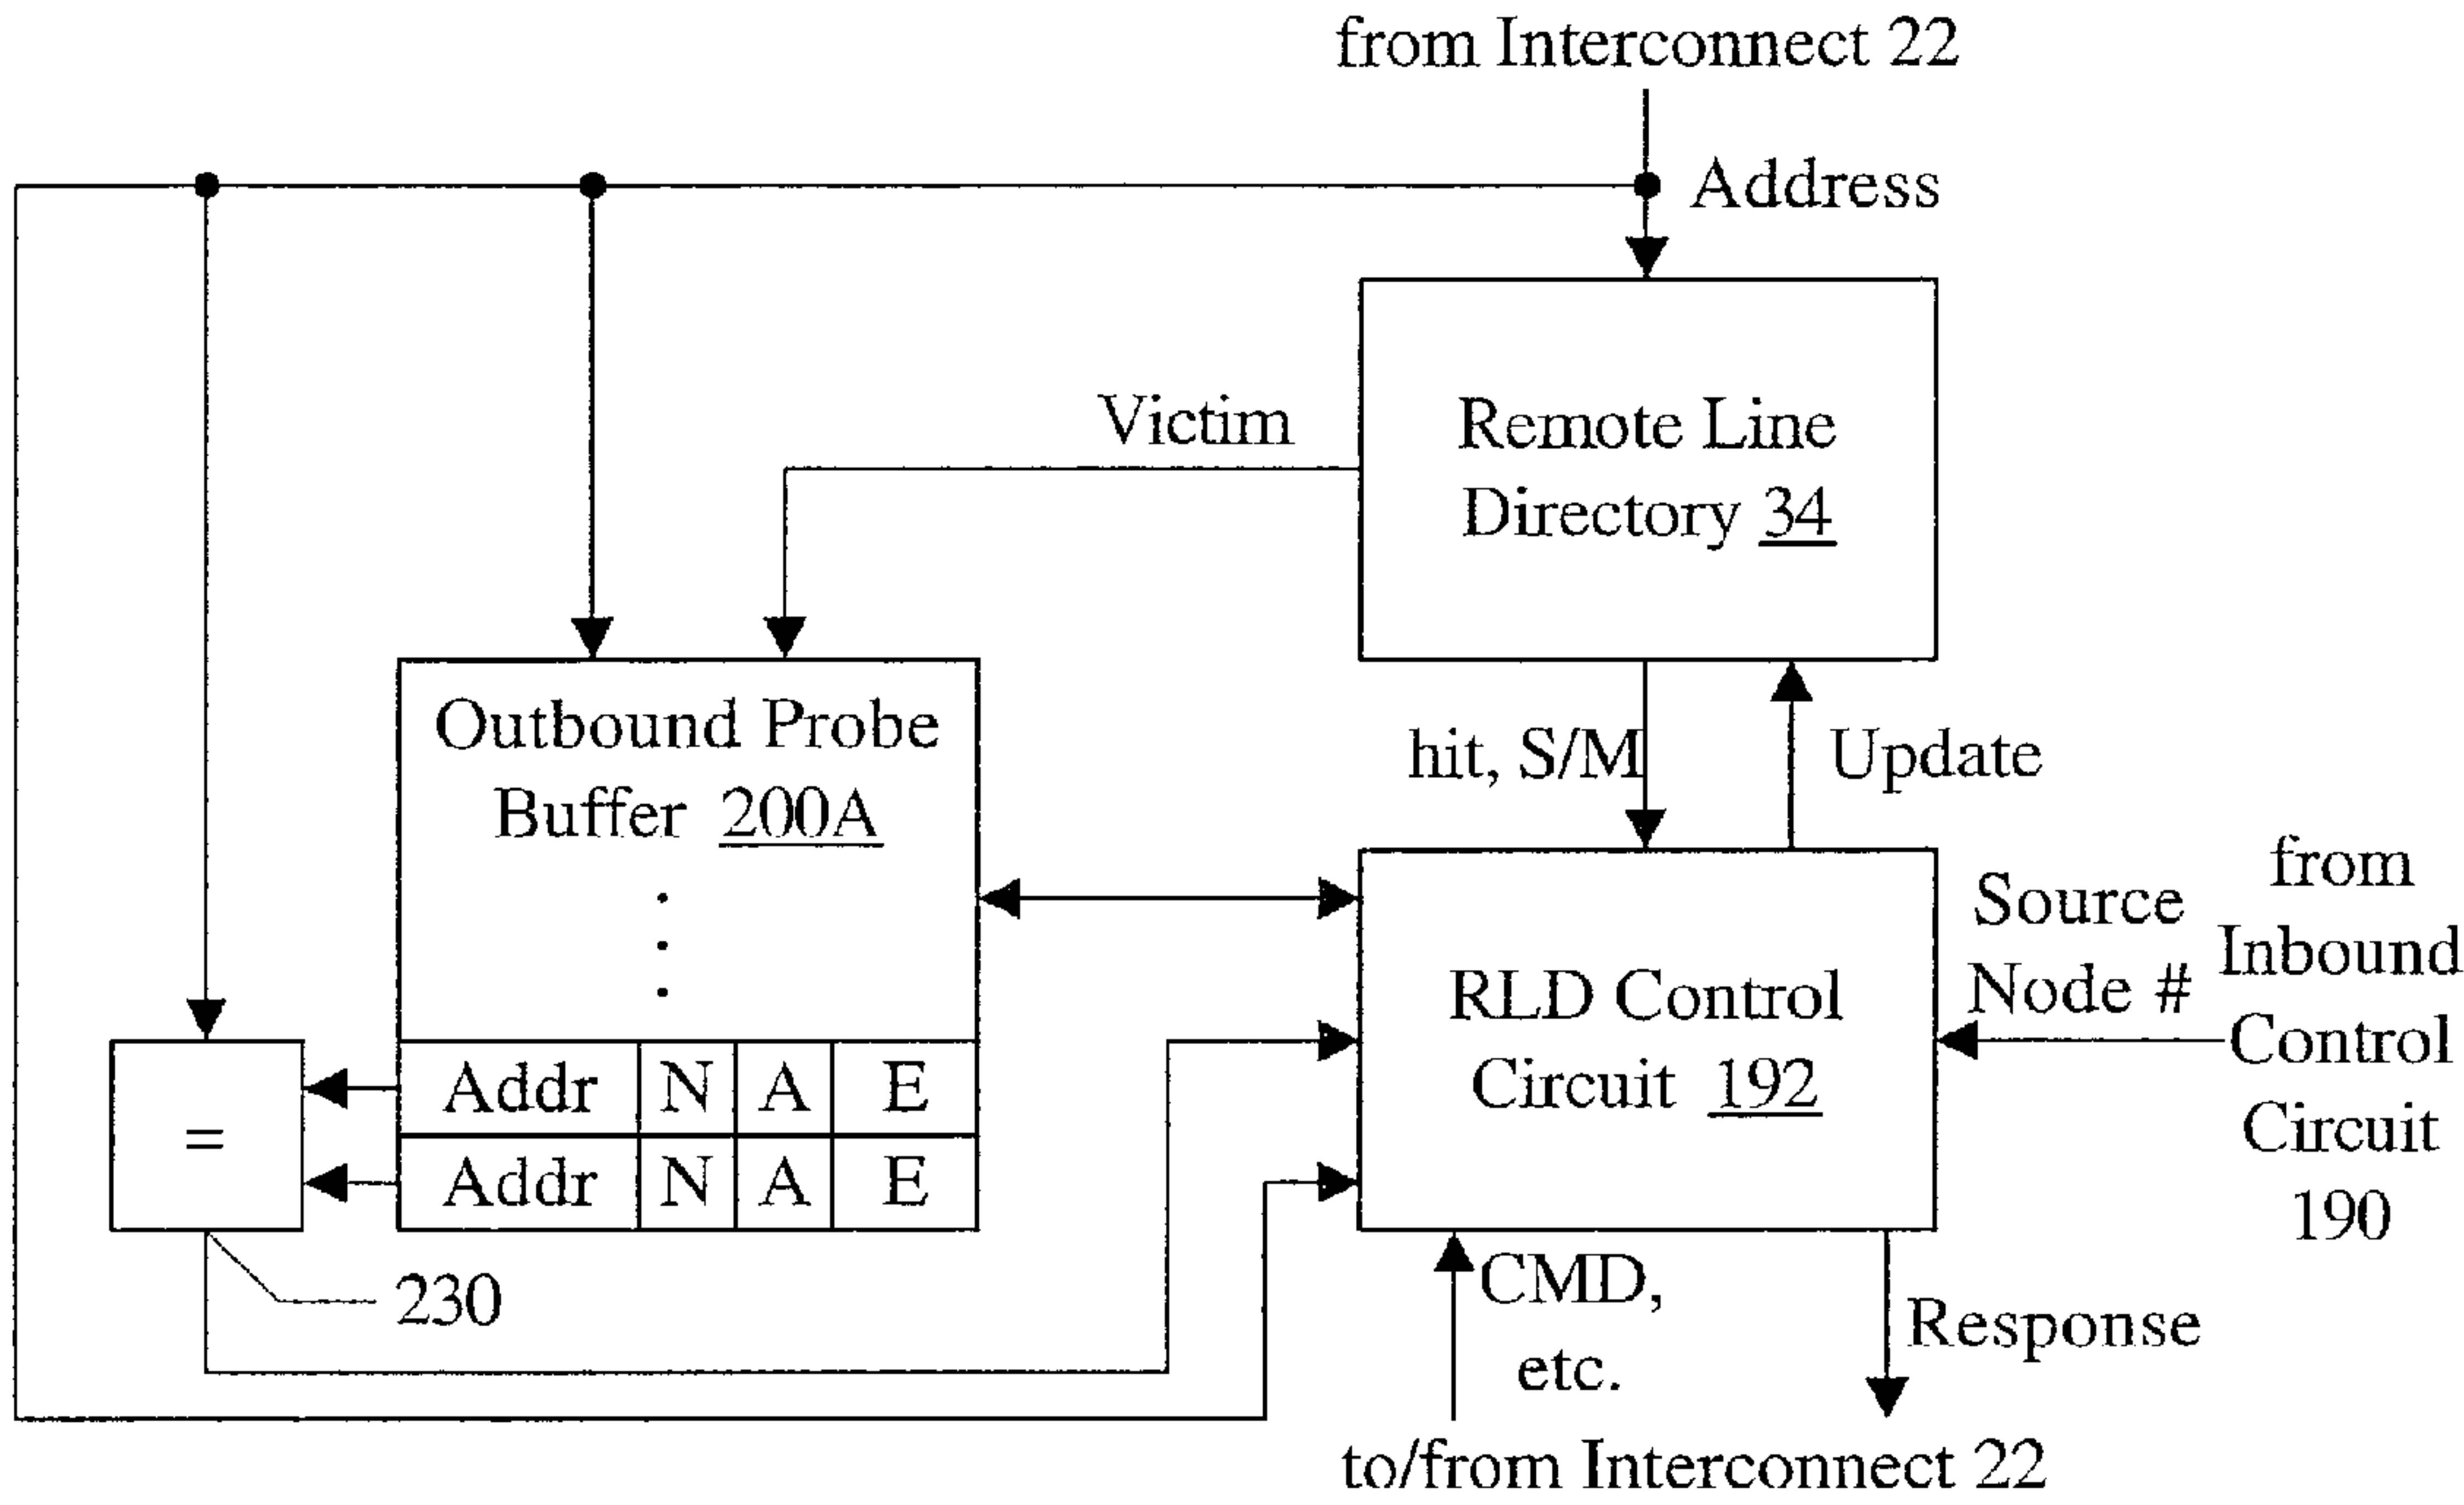 from Interconnect 22
Address
Victim
Remote Line
Directory 34
Outbound Probe
Buffer 200A
hit, S/M
Update
from
Inbound
Control
Circuit
190
Source
Node #
RLD Control
Circuit 192
=
Addr N A E
Addr N A E
230
CMD,
etc.
Response
to/from Interconnect 22